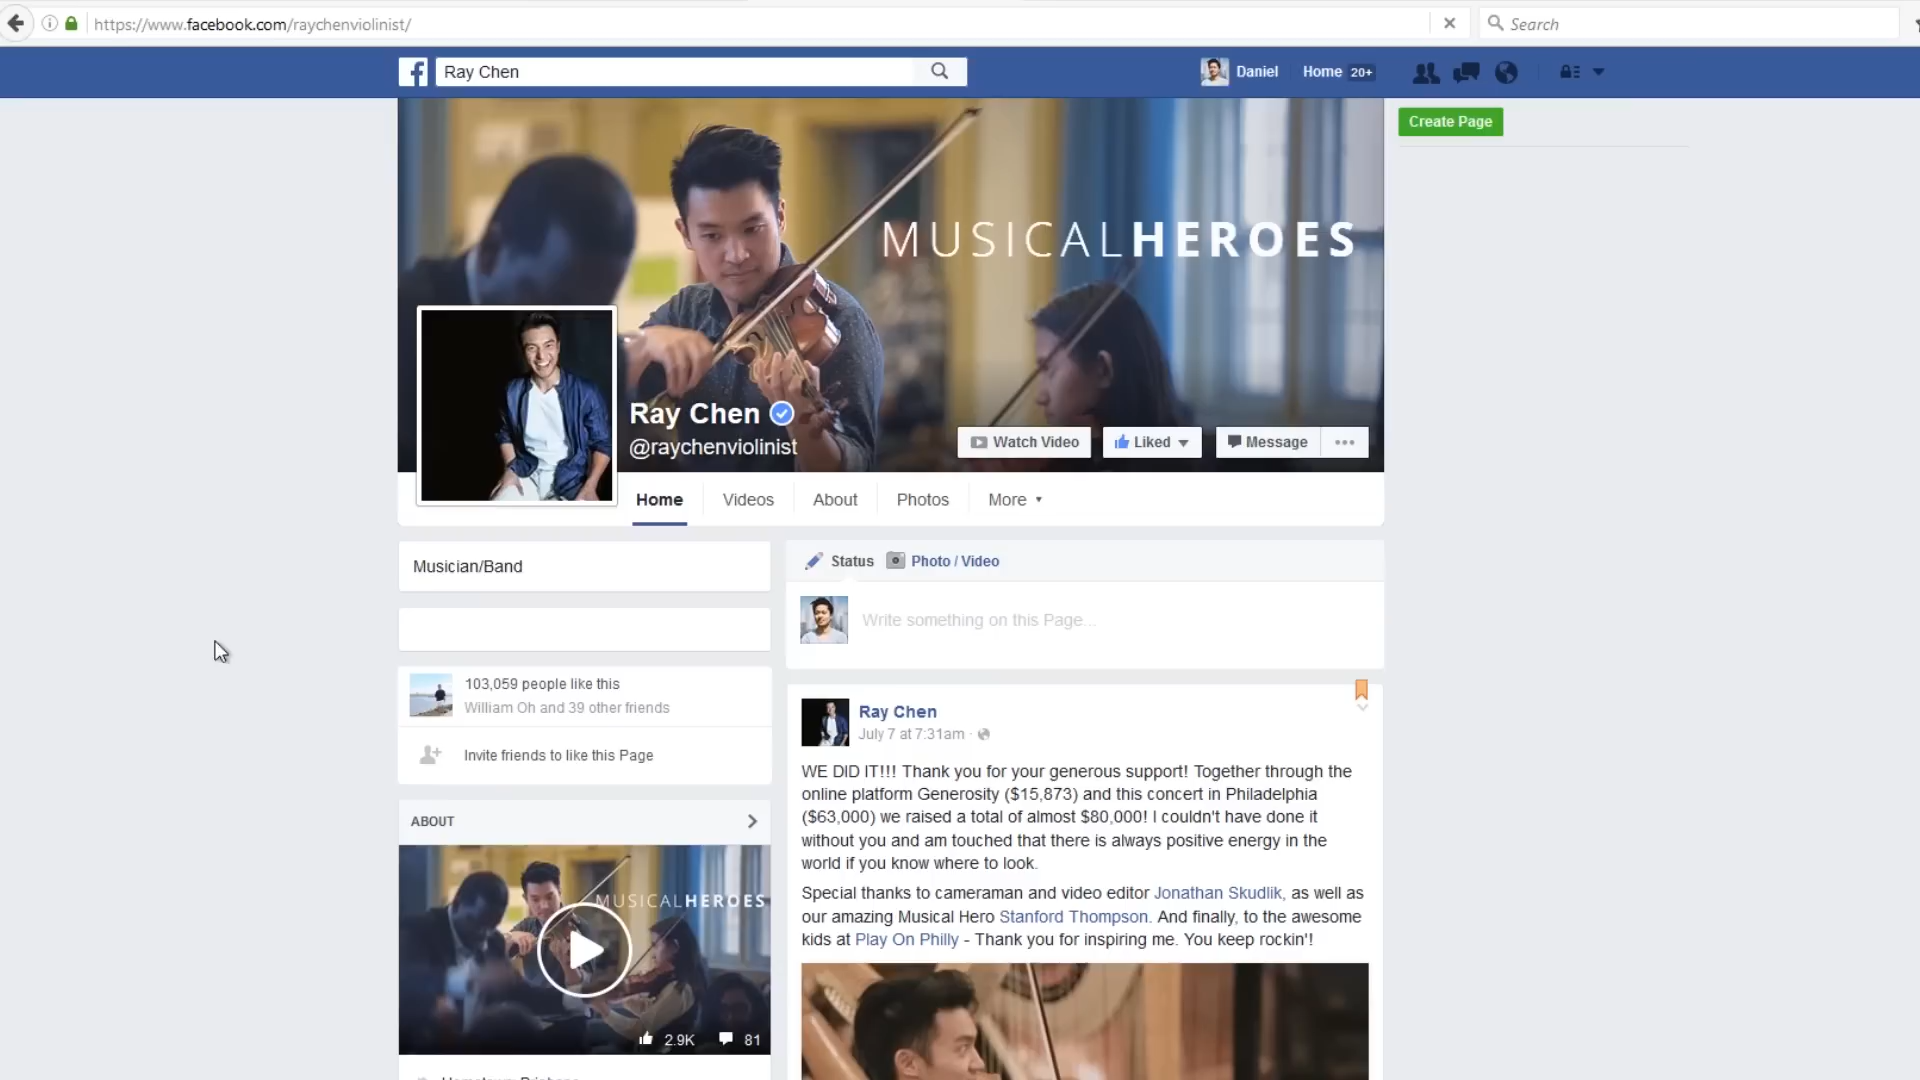 https://www.facebook.com/raychenviolinist/
Search
Ray Chen
Daniel
Home 20+
Create Page
MUSICALHEROES
Ray Chen
@raychenviolinist
Watch Video
Liked
Message
Home
Videos
About
Photos
More
Musician/Band
Status
Photo / Video
Write something on this Page...
103,059 people like this
William Oh and 39 other friends
Invite friends to like this Page
ABOUT
MUSICALHEROES
2.9K
81
Ray Chen
July 7 at 7:31am ·
WE DID IT!!! Thank you for your generous support! Together through the
online platform Generosity ($15,873) and this concert in Philadelphia
($63,000) we raised a total of almost $80,000! I couldn't have done it
without you and am touched that there is always positive energy in the
world if you know where to look.
Special thanks to cameraman and video editor Jonathan Skudlik, as well as
our amazing Musical Hero Stanford Thompson. And finally, to the awesome
kids at Play On Philly - Thank you for inspiring me. You keep rockin'!